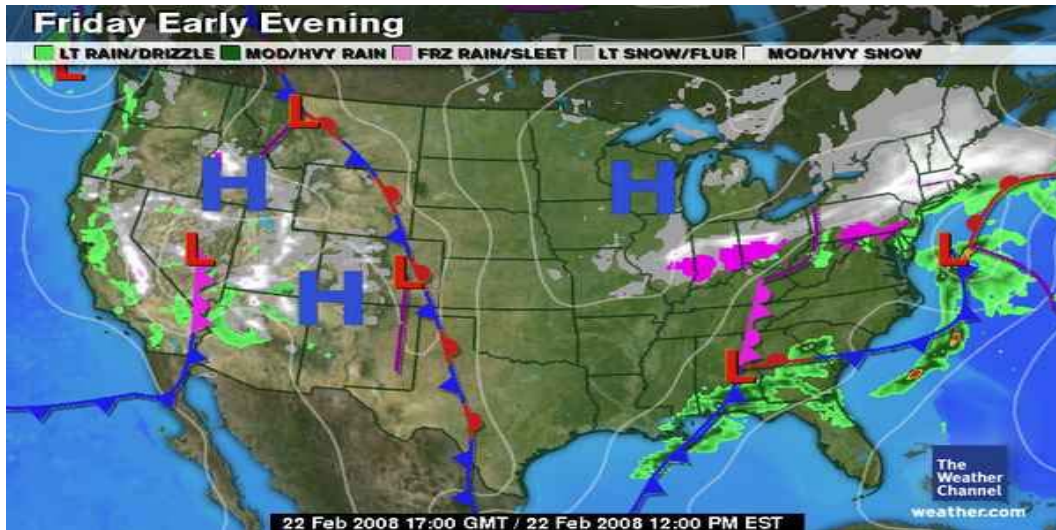 Friday Early Evening
LT RAIN/DRIZZLE MOD/HVY RAIN FRZ RAIN/SLEET LT SNOW/FLUR MOD/HVY SNOW
L
L
H
H
L
L
H
L
L
The
Weather
Channel
weather.com
22 Feb 2008 17:00 GMT / 22 Feb 2008 12:00 PM EST